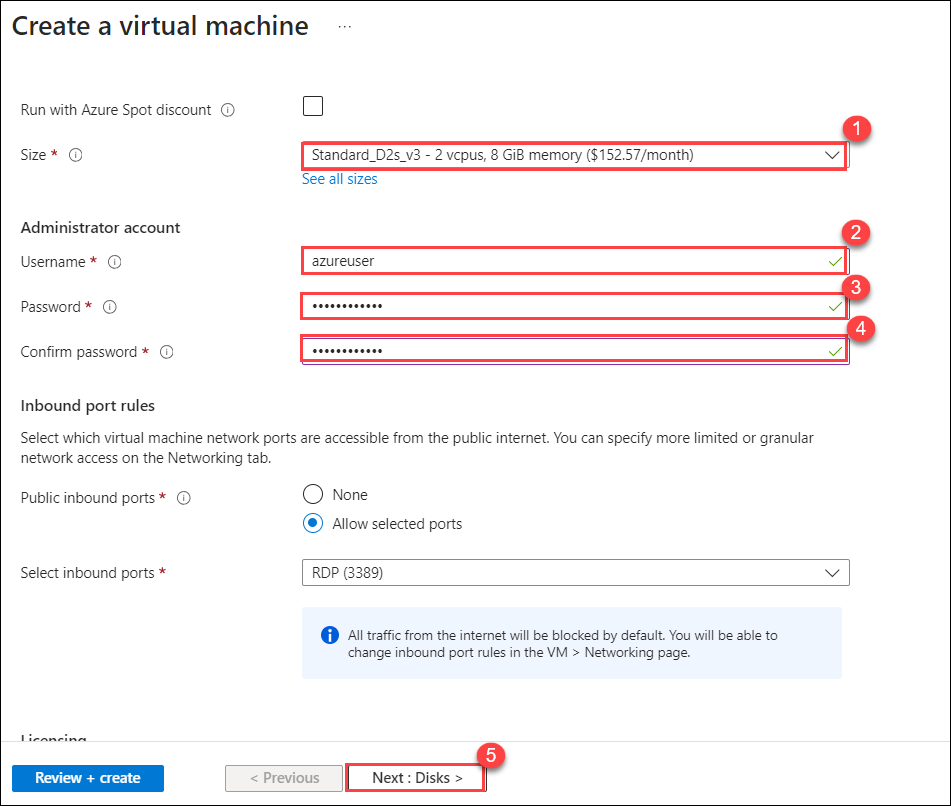 Create a virtual machine ...
Run with Azure Spot discount
Size * Standard_D2s_v3 - 2 vcpus, 8 GiB memory ($152.57/month) 1
See all sizes
Administrator account
Username * azureuser 2
Password * •••••••••••• 3
Confirm password * •••••••••••• 4
Inbound port rules
Select which virtual machine network ports are accessible from the public internet. You can specify more limited or granular
network access on the Networking tab.
Public inbound ports * None
Allow selected ports
Select inbound ports * RDP (3389)
All traffic from the internet will be blocked by default. You will be able to
change inbound port rules in the VM > Networking page.
Licensing
Review + create < Previous Next : Disks > 5